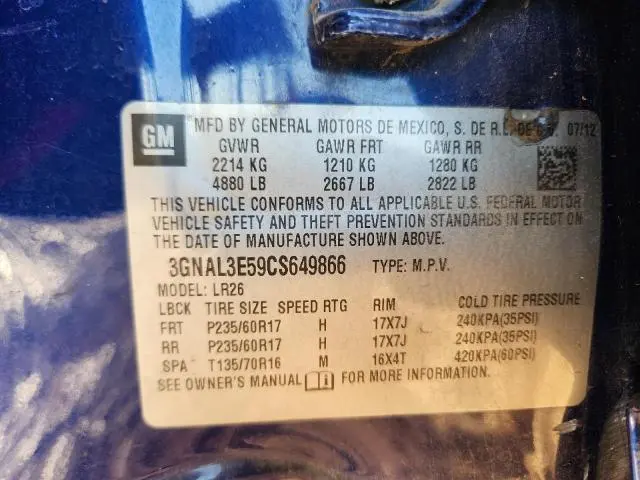 GM
MFD BY GENERAL MOTORS DE MEXICO, S. DE R.L. DE 07/12
GVWR GAWR FRT GAWR RR
2214 KG 1210 KG 1280 KG
4880 LB 2667 LB 2822 LB
THIS VEHICLE CONFORMS TO ALL APPLICABLE U.S. FEDERAL MOTOR
VEHICLE SAFETY AND THEFT PREVENTION STANDARDS IN EFFECT ON
THE DATE OF MANUFACTURE SHOWN ABOVE.
3GNAL3E59CS649866 TYPE: M.P.V.
MODEL: LR26
LBCK TIRE SIZE SPEED RTG RIM COLD TIRE PRESSURE
FRT P235/60R17 H 17X7J 240KPA(35PSI)
RR P235/60R17 H 17X7J 240KPA(35PSI)
SPA T135/70R16 M 16X4T 420KPA(60PSI)
SEE OWNER'S MANUAL FOR MORE INFORMATION.